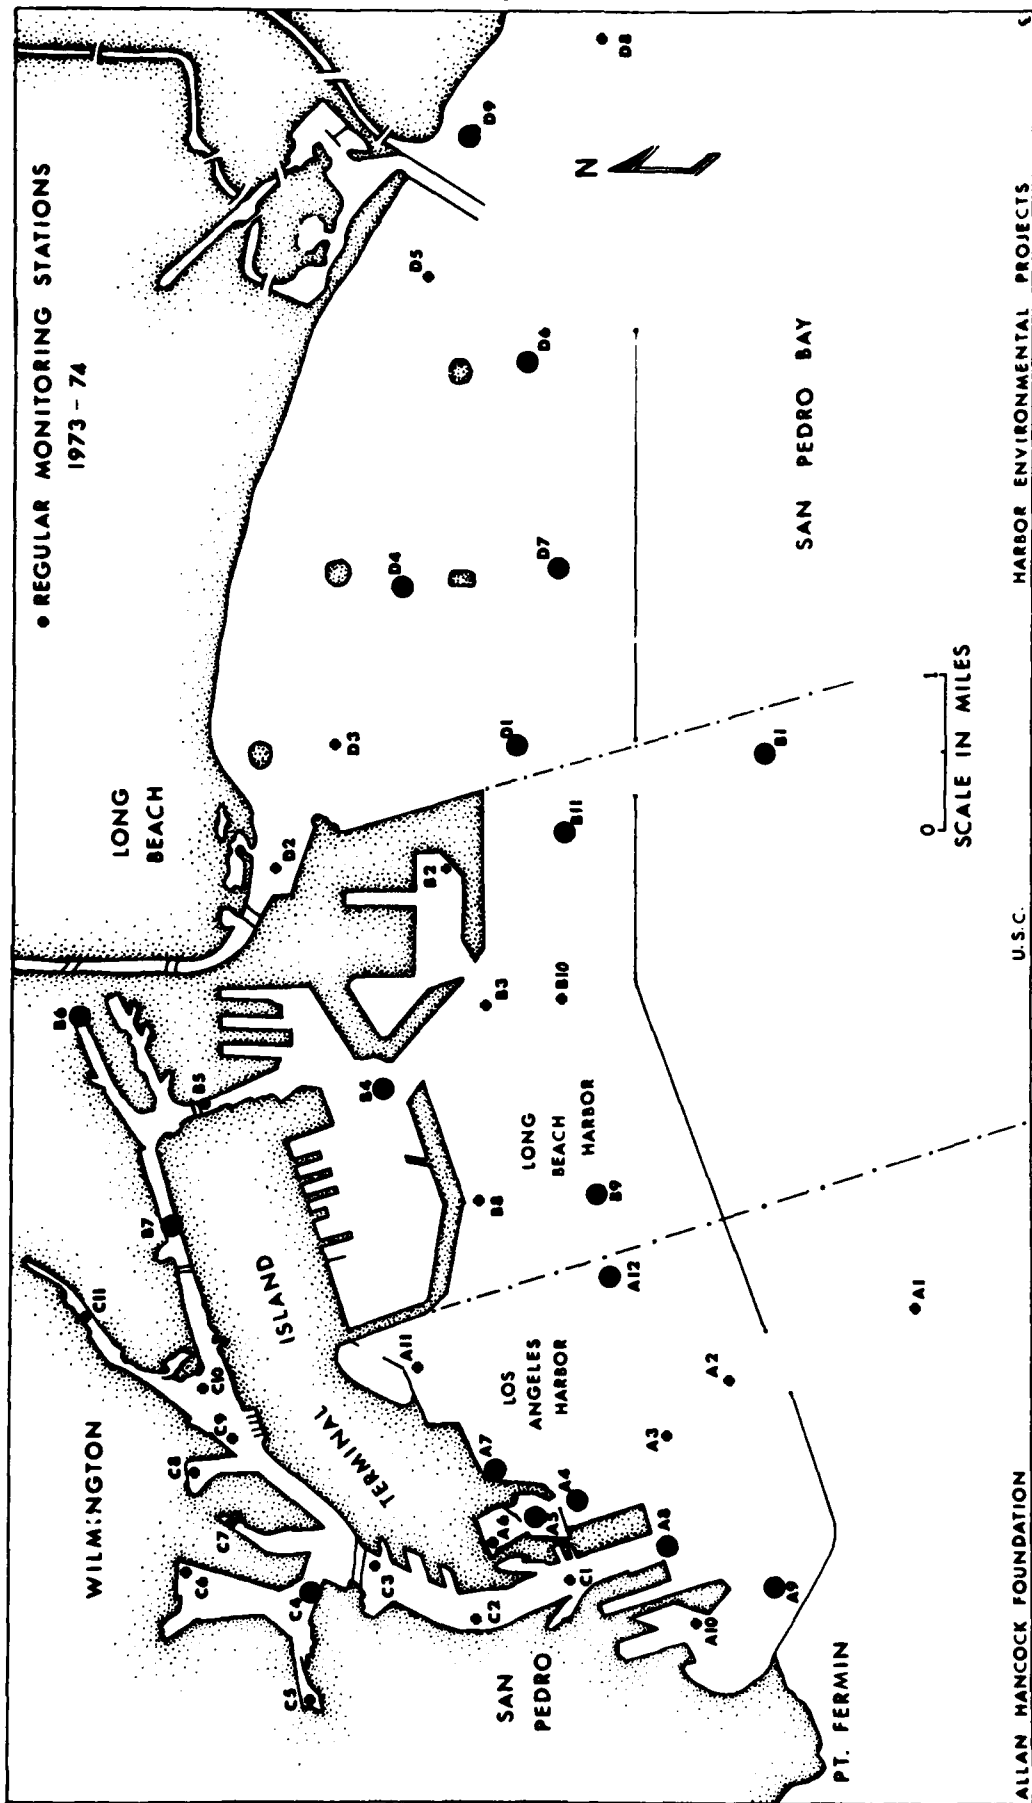 ● REGULAR MONITORING STATIONS
1973 – 74
WILMINGTON
LONG
BEACH
C11
B7
B6
B5
C10
C9
C8
C7
C6
C5
C4
C3
C2
C1
D2
D3
D4
D5
D9
D8
N
TERMINAL
ISLAND
SAN
PEDRO
B4
B2
B3
B8
B10
B11
D1
D7
D6
A11
A7
A6
A5
A4
A3
A8
LOS
ANGELES
HARBOR
LONG
BEACH
HARBOR
B9
A12
A2
A10
A9
A1
B1
SAN PEDRO BAY
PT. FERMIN
0 1
SCALE IN MILES
ALLAN HANCOCK FOUNDATION
U.S.C.
HARBOR ENVIRONMENTAL PROJECTS